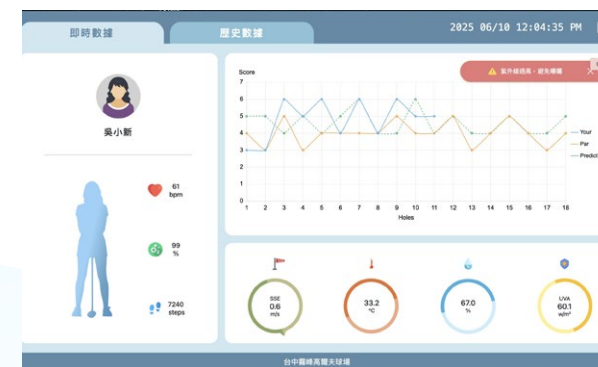 即時數據
歷史數據
2025 06/10 12:04:35 PM
吳小新
61
bpm
99
%
7240
steps
Score
7
6
5
4
3
2
1
0
1 2 3 4 5 6 7 8 9 10 11 12 13 14 15 16 17 18
Holes
紫外線過高，避免曝曬
Your
Par
Predict
SSE
0.6
m/s
33.2
°C
67.0
%
UVA
60.1
w/m²
台中霧峰高爾夫球場